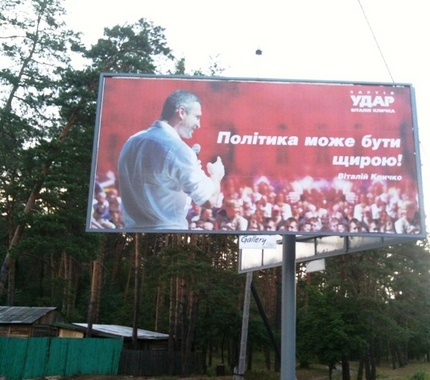 ПАРТІЯ
УДАР
ВІТАЛІЯ КЛИЧКА
Політика може бути
щирою!
Віталій Кличко
Gallery